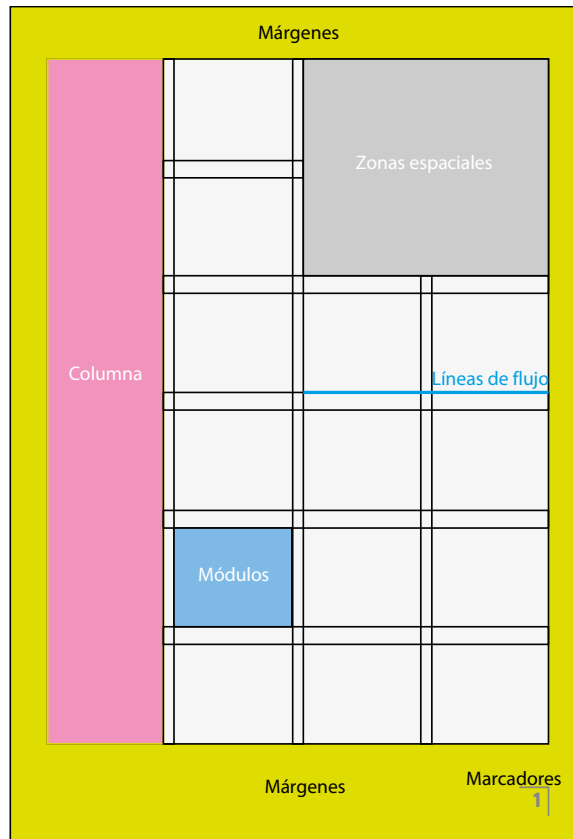 Márgenes
Zonas espaciales
Columna
Líneas de flujo
Módulos
Márgenes
Marcadores
1